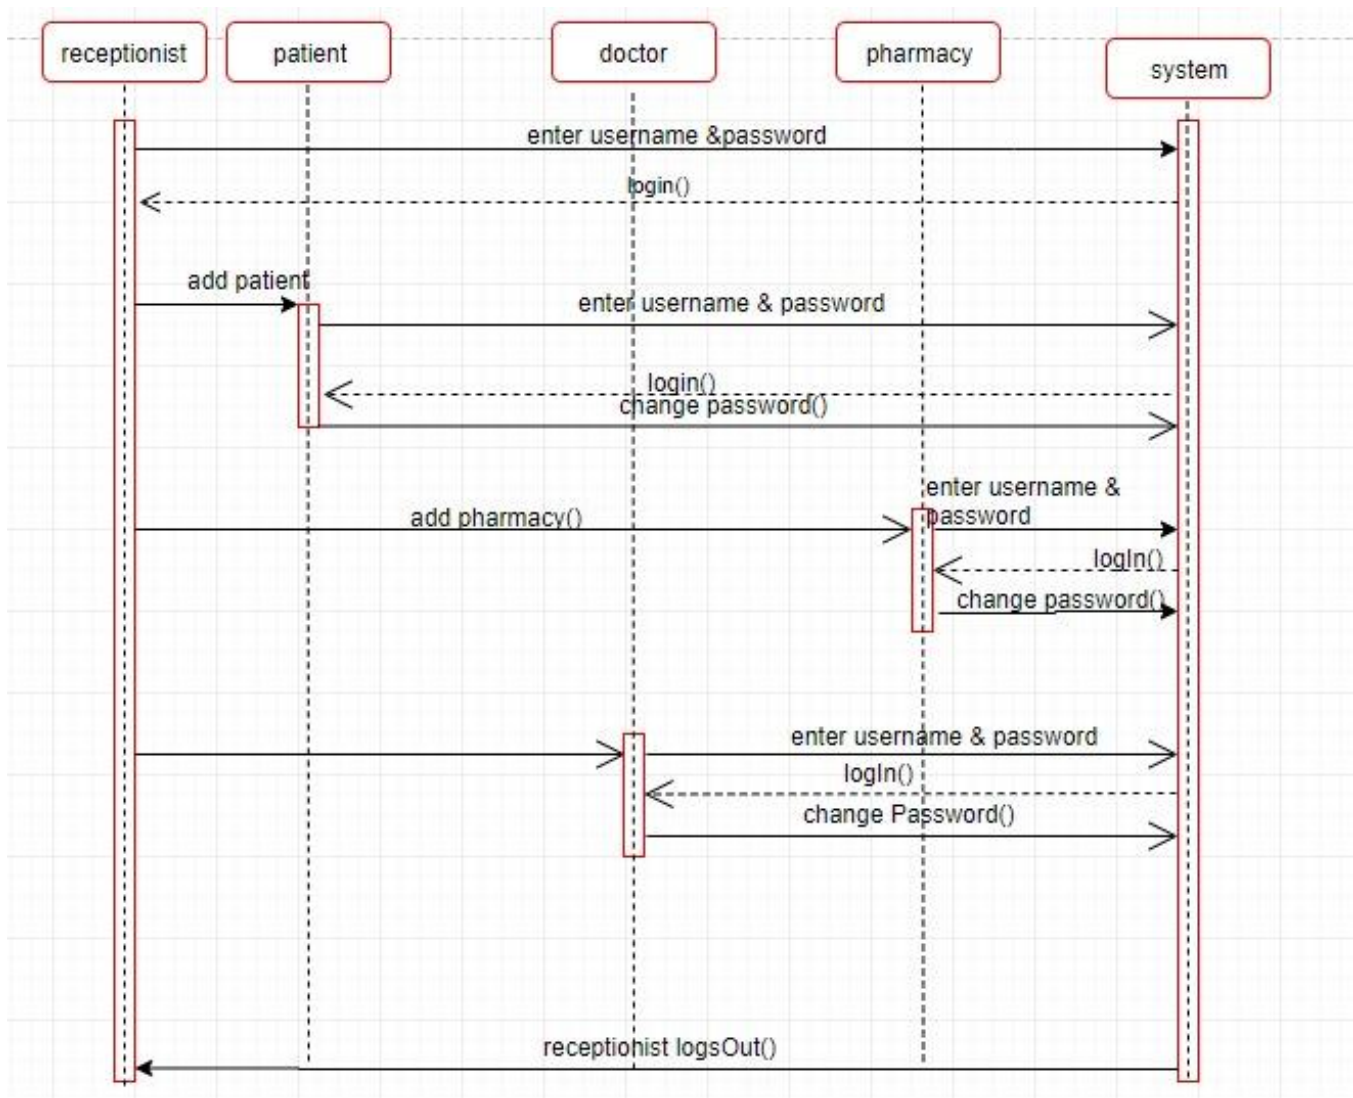 receptionist
patient
doctor
pharmacy
system
enter username &password
login()
add patient
enter username & password
login()
change password()
enter username &
password
add pharmacy()
logIn()
change password()
enter username & password
logIn()
change Password()
receptionist logsOut()